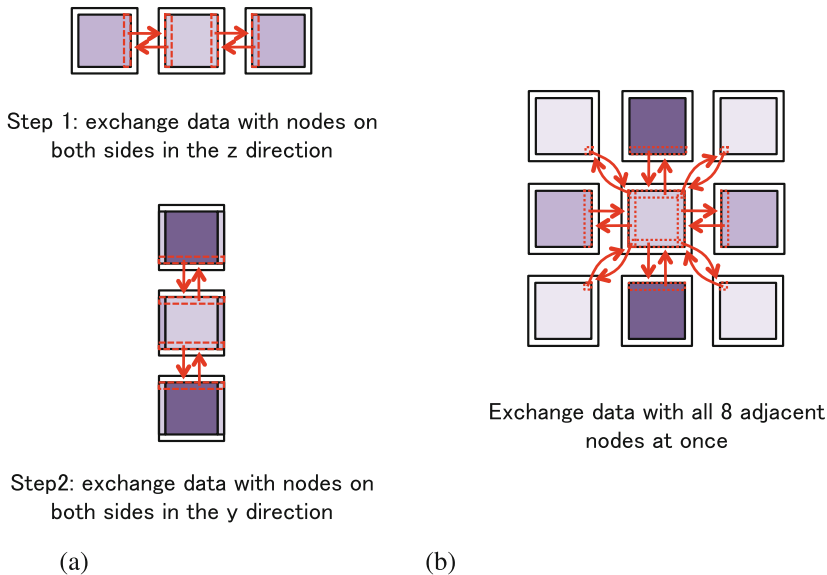 Step 1: exchange data with nodes on
both sides in the z direction
Step2: exchange data with nodes on
both sides in the y direction
(a)
Exchange data with all 8 adjacent
nodes at once
(b)